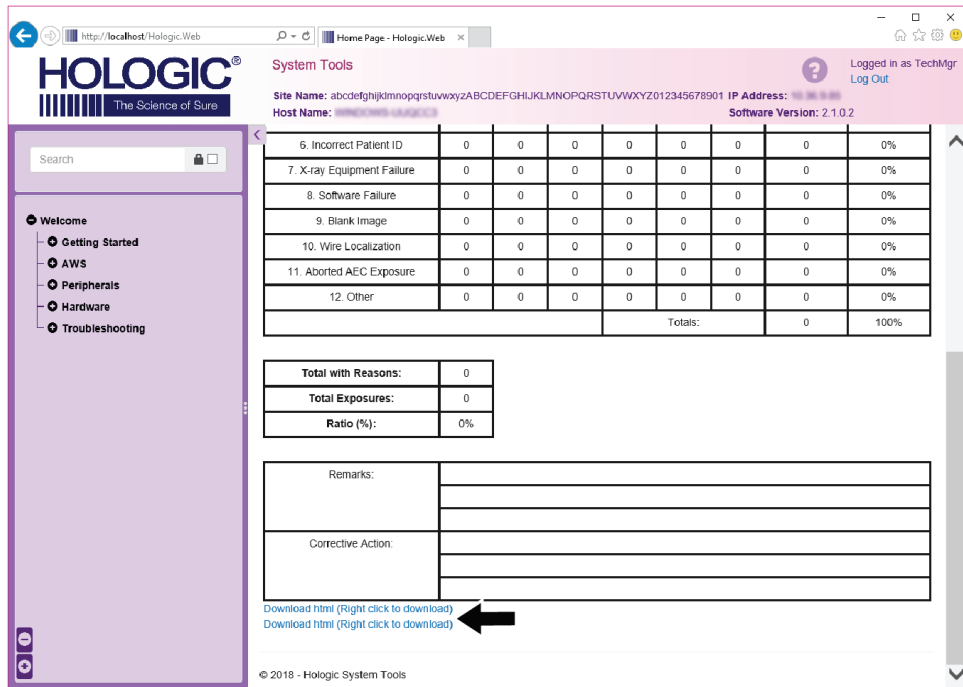 http://localhost/Hologic.Web
Home Page - Hologic.Web
HOLOGIC®
The Science of Sure
System Tools
?
Logged in as TechMgr
Log Out
Site Name: abcdefghijklmnopqrstuvwxyzABCDEFGHIJKLMNOPQRSTUVWXYZ012345678901 IP Address:
Host Name: Software Version: 2.1.0.2
Search
Welcome
Getting Started
AWS
Peripherals
Hardware
Troubleshooting
6. Incorrect Patient ID 0 0 0 0 0 0 0 0%
7. X-ray Equipment Failure 0 0 0 0 0 0 0 0%
8. Software Failure 0 0 0 0 0 0 0 0%
9. Blank Image 0 0 0 0 0 0 0 0%
10. Wire Localization 0 0 0 0 0 0 0 0%
11. Aborted AEC Exposure 0 0 0 0 0 0 0 0%
12. Other 0 0 0 0 0 0 0 0%
Totals: 0 100%
Total with Reasons: 0
Total Exposures: 0
Ratio (%): 0%
Remarks:
Corrective Action:
Download html (Right click to download)
Download html (Right click to download)
© 2018 - Hologic System Tools